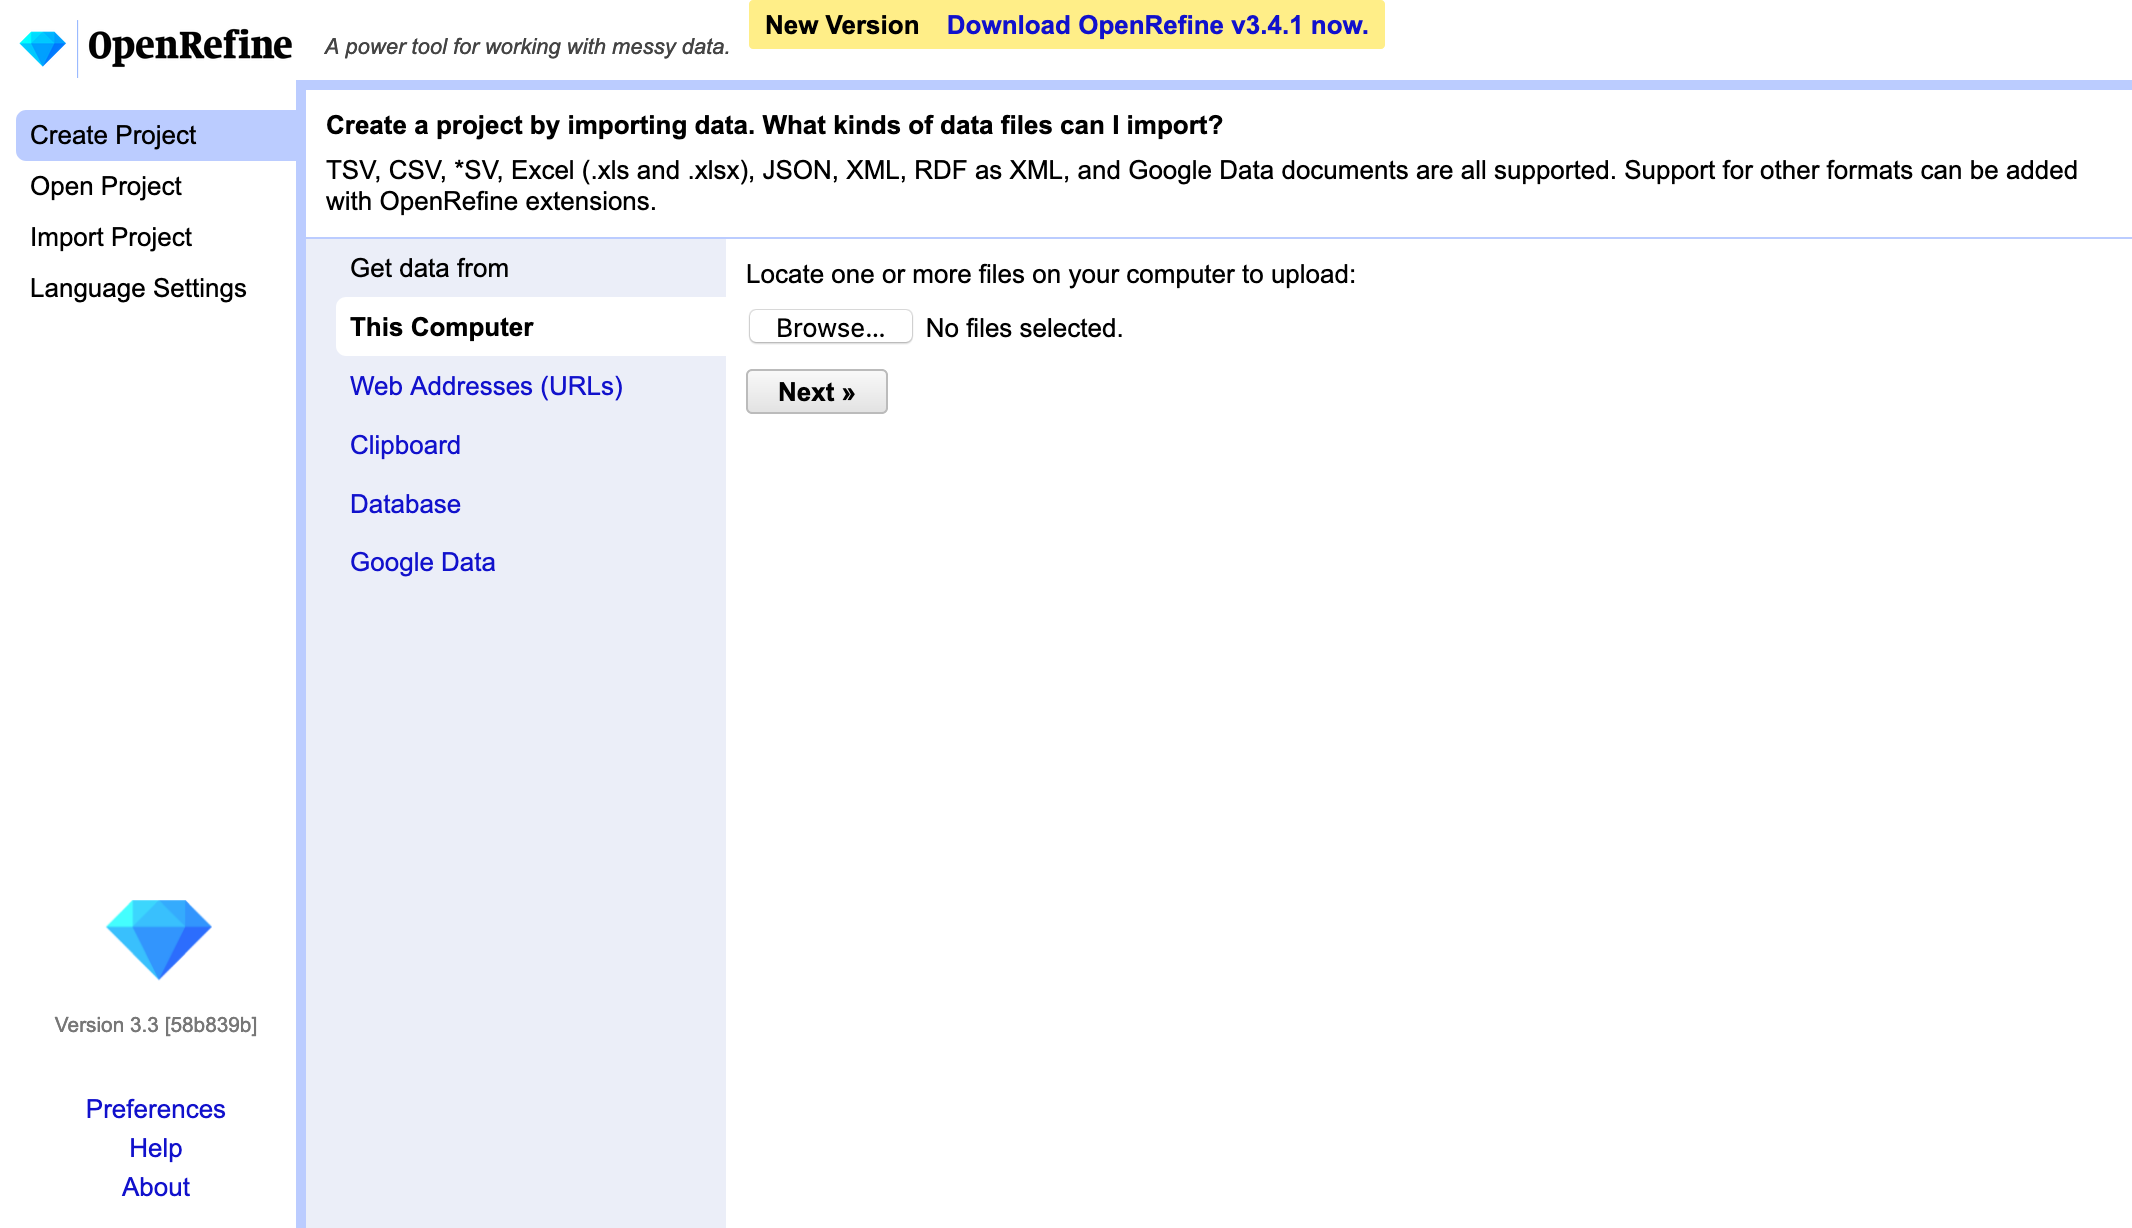 OpenRefine
A power tool for working with messy data.
New Version Download OpenRefine v3.4.1 now.
Create Project
Open Project
Import Project
Language Settings
Create a project by importing data. What kinds of data files can I import?
TSV, CSV, *SV, Excel (.xls and .xlsx), JSON, XML, RDF as XML, and Google Data documents are all supported. Support for other formats can be added
with OpenRefine extensions.
Get data from
This Computer
Web Addresses (URLs)
Clipboard
Database
Google Data
Locate one or more files on your computer to upload:
Browse... No files selected.
Next »
Version 3.3 [58b839b]
Preferences
Help
About